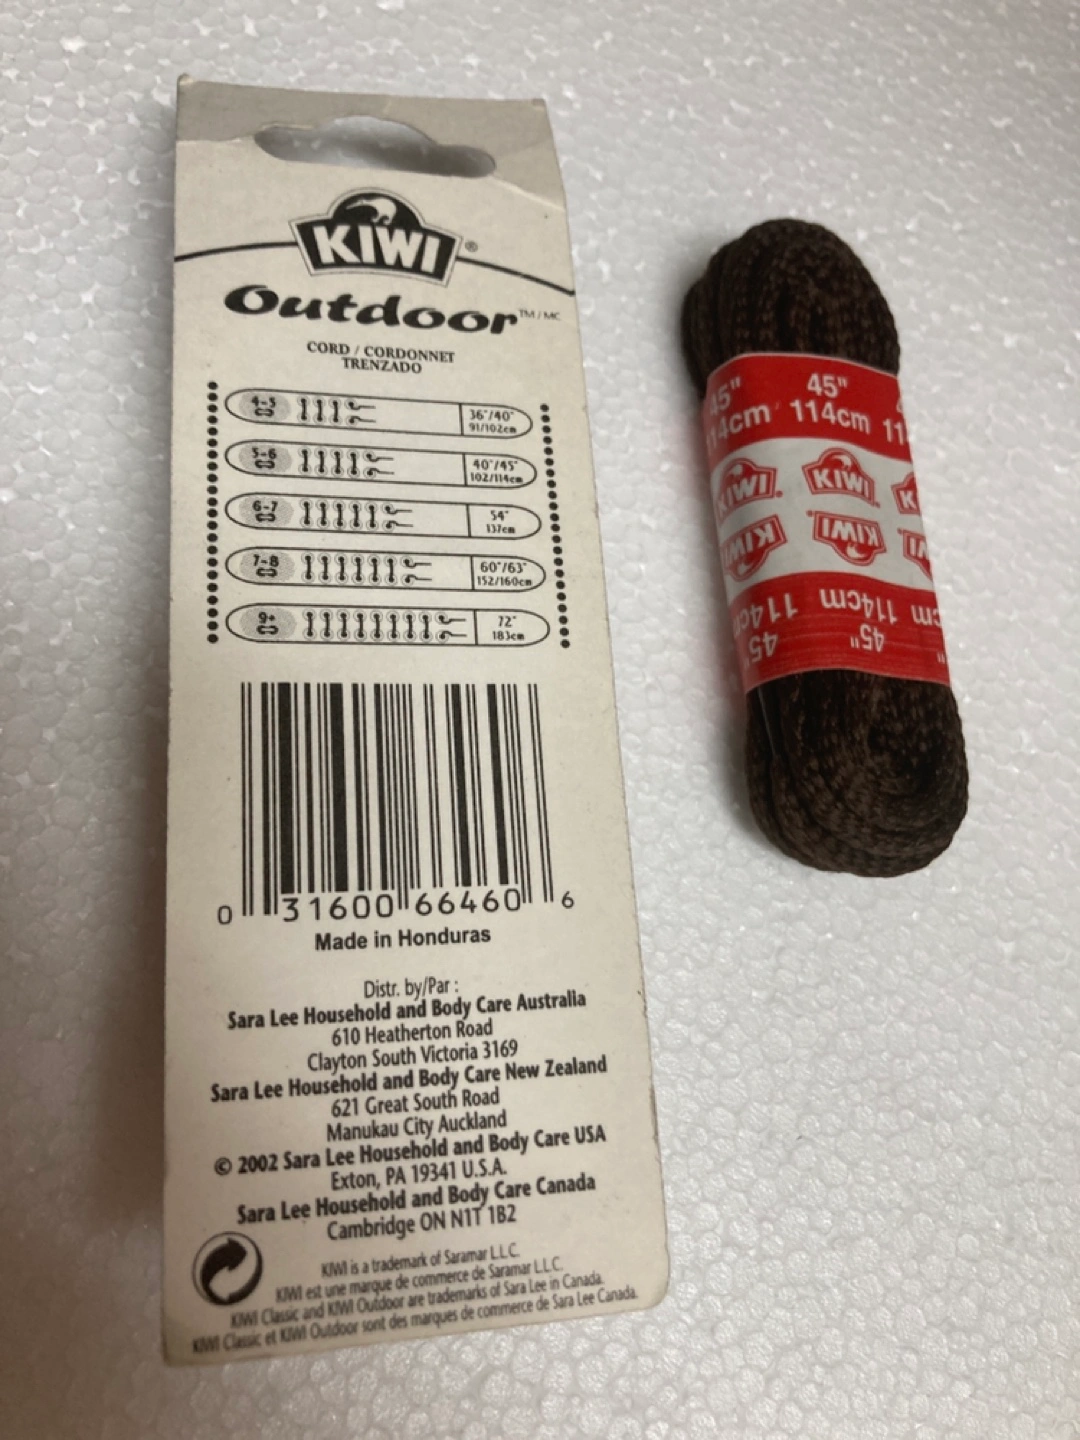 KIWI®
Outdoor™/MC
CORD / CORDONNET
TRENZADO
4-5 36"/40"
91/102cm
5-6 40"/45"
102/114cm
6-7 54"
137cm
7-8 60"/63"
152/160cm
9+ 72"
183cm
0 31600 66460 6
Made in Honduras
Distr. by/Par :
Sara Lee Household and Body Care Australia
610 Heatherton Road
Clayton South Victoria 3169
Sara Lee Household and Body Care New Zealand
621 Great South Road
Manukau City Auckland
© 2002 Sara Lee Household and Body Care USA
Exton, PA 19341 U.S.A.
Sara Lee Household and Body Care Canada
Cambridge ON N1T 1B2
KIWI is a trademark of Saramar L.L.C.
KIWI est une marque de commerce de Saramar L.L.C.
KIWI Classic and KIWI Outdoor are trademarks of Sara Lee in Canada.
KIWI Classic et KIWI Outdoor sont des marques de commerce de Sara Lee Canada.
45" 45"
114cm 114cm
KIWI. KIWI.
KIWI KIWI.
114cm 114cm
45" 45"